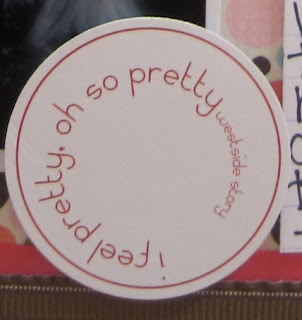 i feel pretty, oh so pretty
westside story